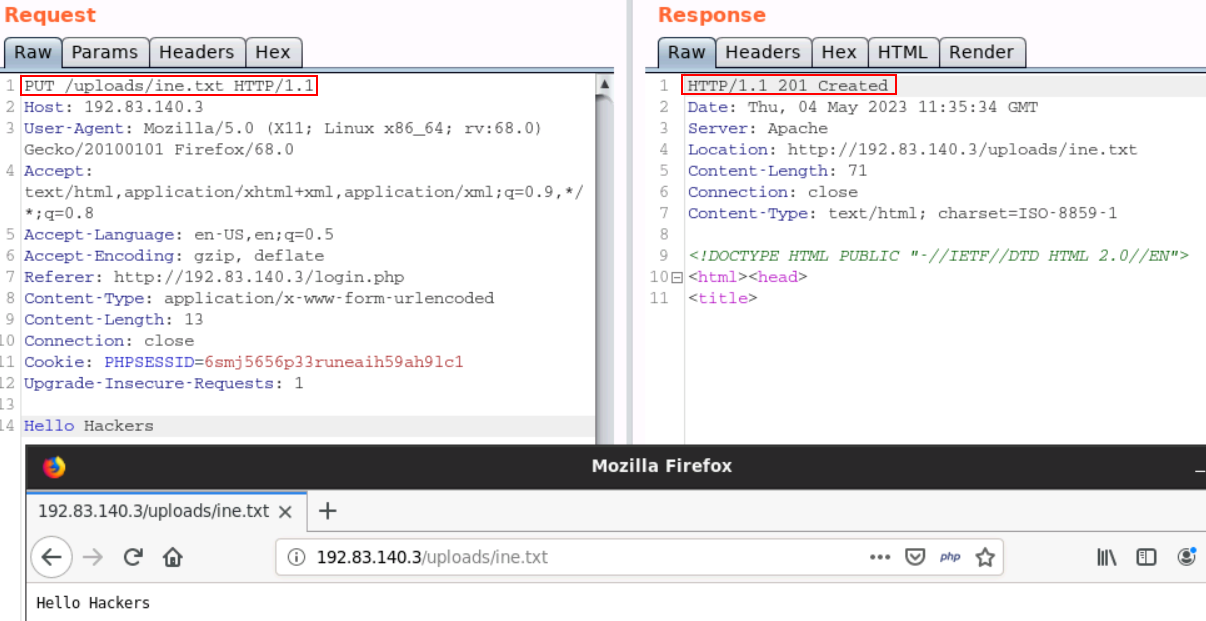 Request
Raw Params Headers Hex
1 PUT /uploads/ine.txt HTTP/1.1
2 Host: 192.83.140.3
3 User-Agent: Mozilla/5.0 (X11; Linux x86_64; rv:68.0)
Gecko/20100101 Firefox/68.0
4 Accept:
text/html,application/xhtml+xml,application/xml;q=0.9,*/
*;q=0.8
5 Accept-Language: en-US,en;q=0.5
6 Accept-Encoding: gzip, deflate
7 Referer: http://192.83.140.3/login.php
8 Content-Type: application/x-www-form-urlencoded
9 Content-Length: 13
10 Connection: close
11 Cookie: PHPSESSID=6smj5656p33runeaih59ah9lc1
12 Upgrade-Insecure-Requests: 1
13
14 Hello Hackers
Response
Raw Headers Hex HTML Render
1 HTTP/1.1 201 Created
2 Date: Thu, 04 May 2023 11:35:34 GMT
3 Server: Apache
4 Location: http://192.83.140.3/uploads/ine.txt
5 Content-Length: 71
6 Connection: close
7 Content-Type: text/html; charset=ISO-8859-1
8
9 <!DOCTYPE HTML PUBLIC "-//IETF//DTD HTML 2.0//EN">
10 <html><head>
11 <title>
Mozilla Firefox
192.83.140.3/uploads/ine.txt
192.83.140.3/uploads/ine.txt php
Hello Hackers